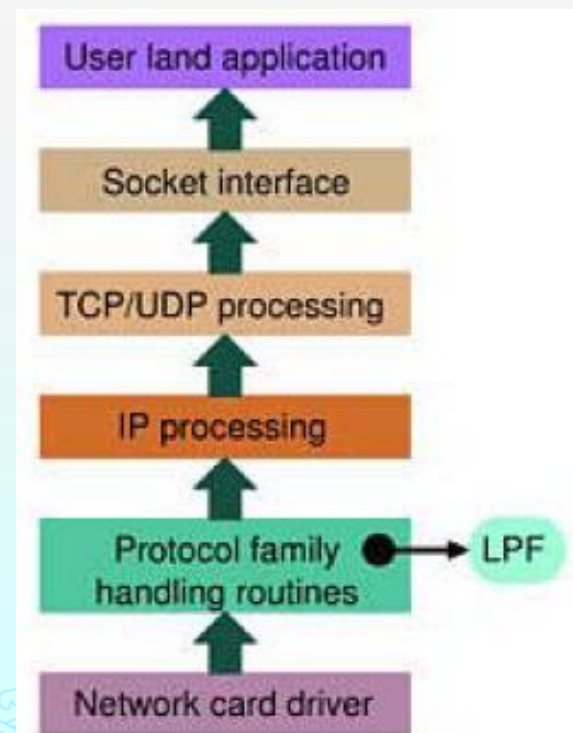 User land application
Socket interface
TCP/UDP processing
IP processing
Protocol family
handling routines
LPF
Network card driver